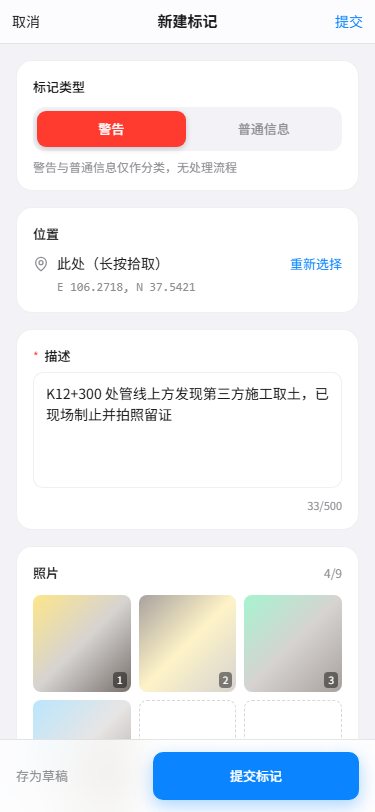 取消 新建标记 提交
标记类型
警告 普通信息
警告与普通信息仅作分类，无处理流程
位置
此处（长按拾取） 重新选择
E 106.2718, N 37.5421
* 描述
K12+300 处管线上方发现第三方施工取土，已
现场制止并拍照留证
33/500
照片 4/9
1 2 3
存为草稿 提交标记